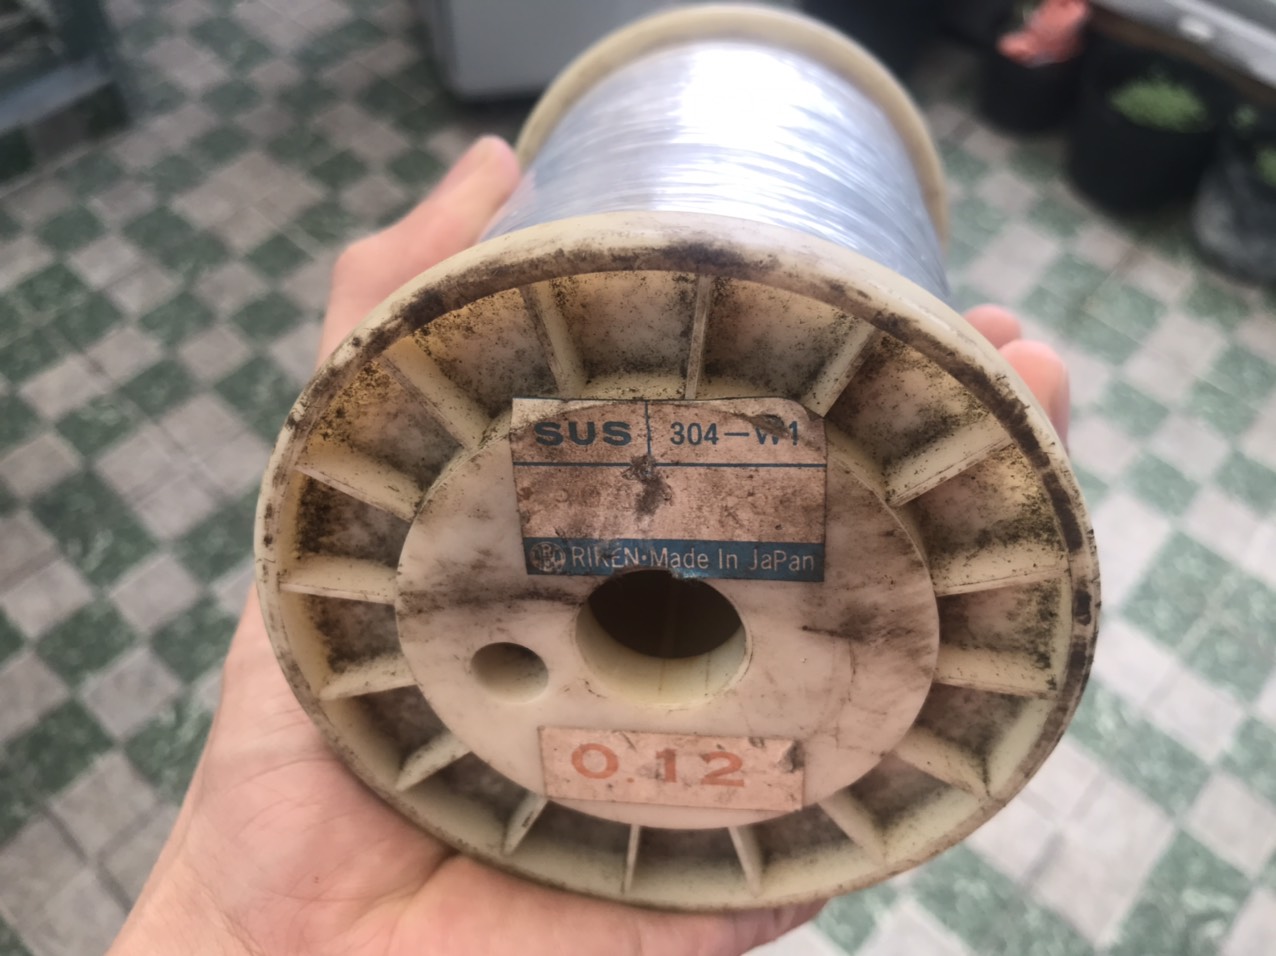 SUS 304-W1
RIKEN·Made In JaPan
0.12